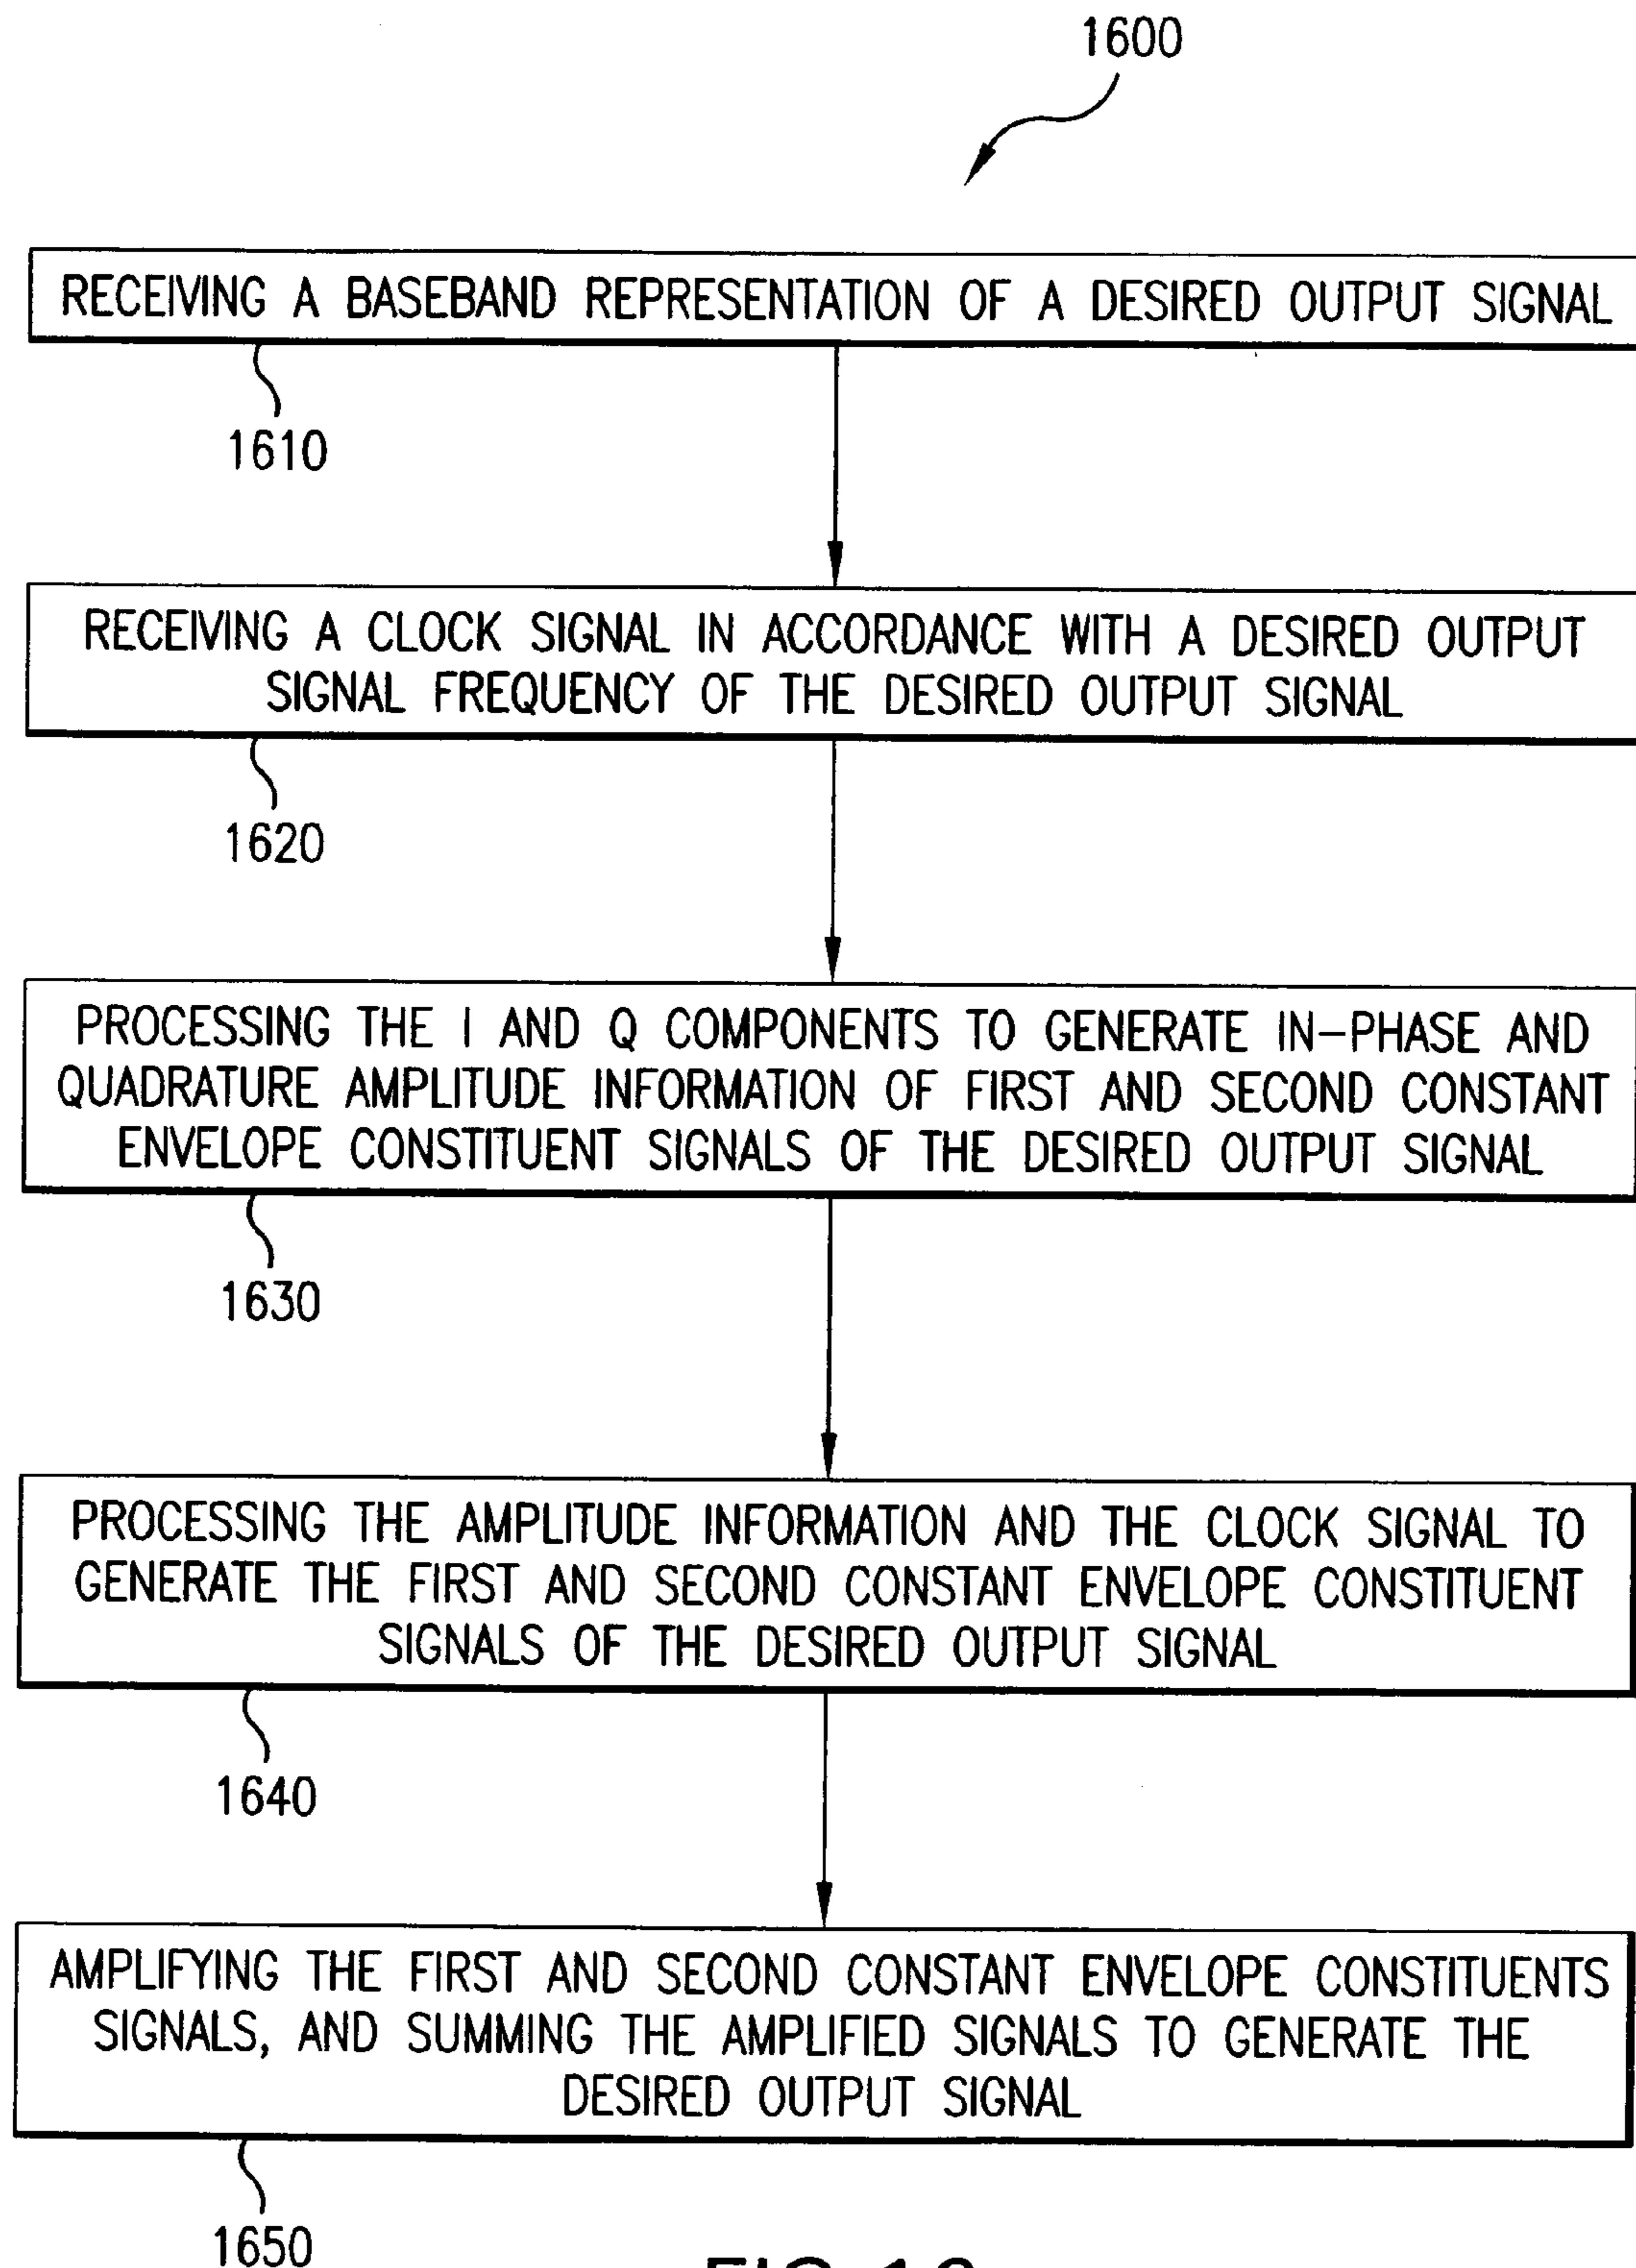 1600
RECEIVING A BASEBAND REPRESENTATION OF A DESIRED OUTPUT SIGNAL
1610
RECEIVING A CLOCK SIGNAL IN ACCORDANCE WITH A DESIRED OUTPUT
SIGNAL FREQUENCY OF THE DESIRED OUTPUT SIGNAL
1620
PROCESSING THE I AND Q COMPONENTS TO GENERATE IN-PHASE AND
QUADRATURE AMPLITUDE INFORMATION OF FIRST AND SECOND CONSTANT
ENVELOPE CONSTITUENT SIGNALS OF THE DESIRED OUTPUT SIGNAL
1630
PROCESSING THE AMPLITUDE INFORMATION AND THE CLOCK SIGNAL TO
GENERATE THE FIRST AND SECOND CONSTANT ENVELOPE CONSTITUENT
SIGNALS OF THE DESIRED OUTPUT SIGNAL
1640
AMPLIFYING THE FIRST AND SECOND CONSTANT ENVELOPE CONSTITUENTS
SIGNALS, AND SUMMING THE AMPLIFIED SIGNALS TO GENERATE THE
DESIRED OUTPUT SIGNAL
1650